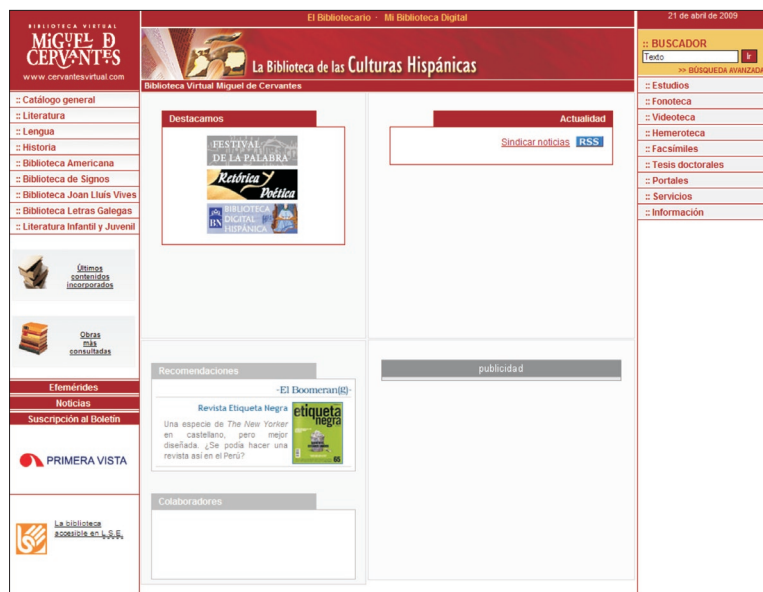 BIBLIOTECA VIRTUAL
MiGUEL DE
CERVANTES
www.cervantesvirtual.com
:: Catálogo general
:: Literatura
:: Lengua
:: Historia
:: Biblioteca Americana
:: Biblioteca de Signos
:: Biblioteca Joan Lluís Vives
:: Biblioteca Letras Galegas
:: Literatura Infantil y Juvenil
Últimos
contenidos
incorporados
Obras
más
consultadas
Efemérides
Noticias
Suscripción al Boletín
PRIMERA VISTA
La biblioteca
accesible en L.S.E.
El Bibliotecario · Mi Biblioteca Digital
La Biblioteca de las Culturas Hispánicas
Biblioteca Virtual Miguel de Cervantes
Destacamos
FESTIVAL
DE LA PALABRA
Retórica y
Poética
BN
BIBLIOTECA
DIGITAL
HISPÁNICA
Actualidad
Sindicar noticias RSS
Recomendaciones
-El Boomeran(g)-
Revista Etiqueta Negra
Una especie de The New Yorker
en castellano, pero mejor
diseñada. ¿Se podía hacer una
revista así en el Perú?
etiqueta
negra
65
Colaboradores
publicidad
21 de abril de 2009
:: BUSCADOR
Texto
Ir
>> BÚSQUEDA AVANZADA
:: Estudios
:: Fonoteca
:: Videoteca
:: Hemeroteca
:: Facsímiles
:: Tesis doctorales
:: Portales
:: Servicios
:: Información